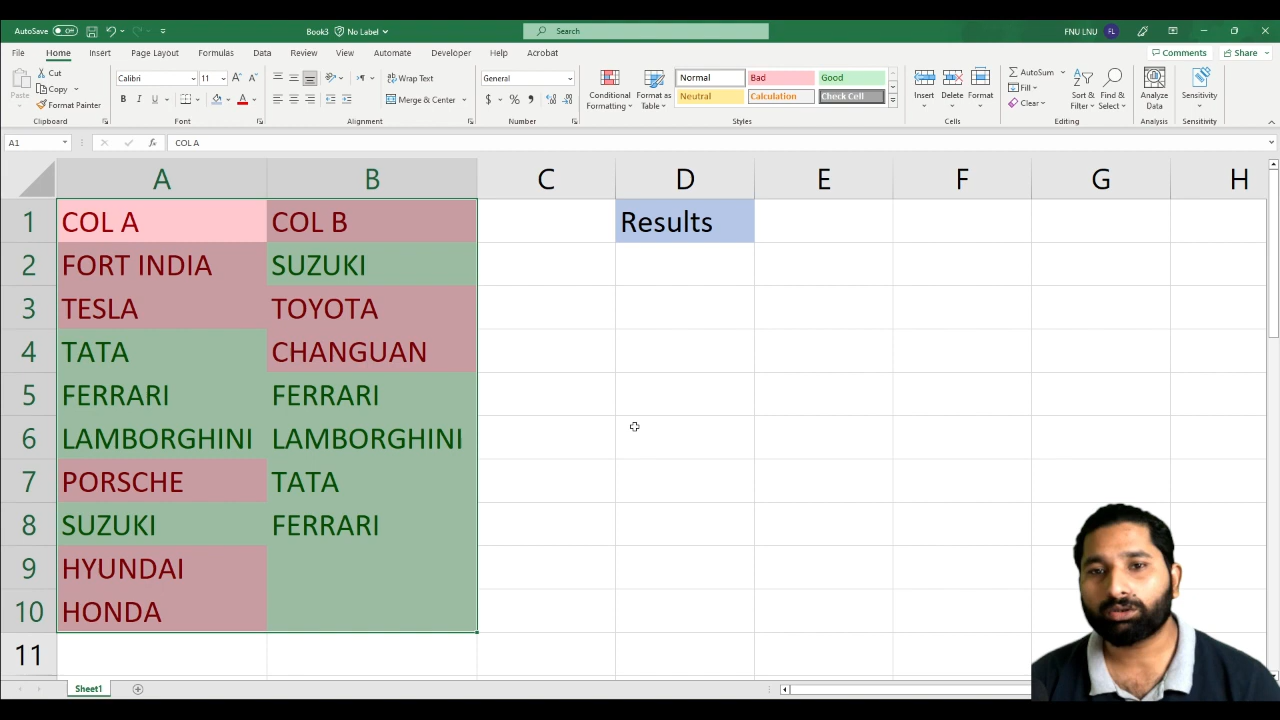 AutoSave Off Book3 No Label Search FNU LNU FL
File Home Insert Page Layout Formulas Data Review View Automate Developer Help Acrobat Comments Share
Paste Cut Copy Format Painter Clipboard
Calibri 11 B I U Font
Wrap Text Merge & Center Alignment
General $ % Number
Conditional Formatting Format as Table Normal Bad Good Neutral Calculation Check Cell Styles
Insert Delete Format Cells
AutoSum Fill Clear Sort & Filter Find & Select Editing
Analyze Data Analysis Sensitivity Sensitivity
A1 fx COL A
A B C D E F G H
1 COL A COL B Results
2 FORT INDIA SUZUKI
3 TESLA TOYOTA
4 TATA CHANGUAN
5 FERRARI FERRARI
6 LAMBORGHINI LAMBORGHINI
7 PORSCHE TATA
8 SUZUKI FERRARI
9 HYUNDAI
10 HONDA
11
Sheet1